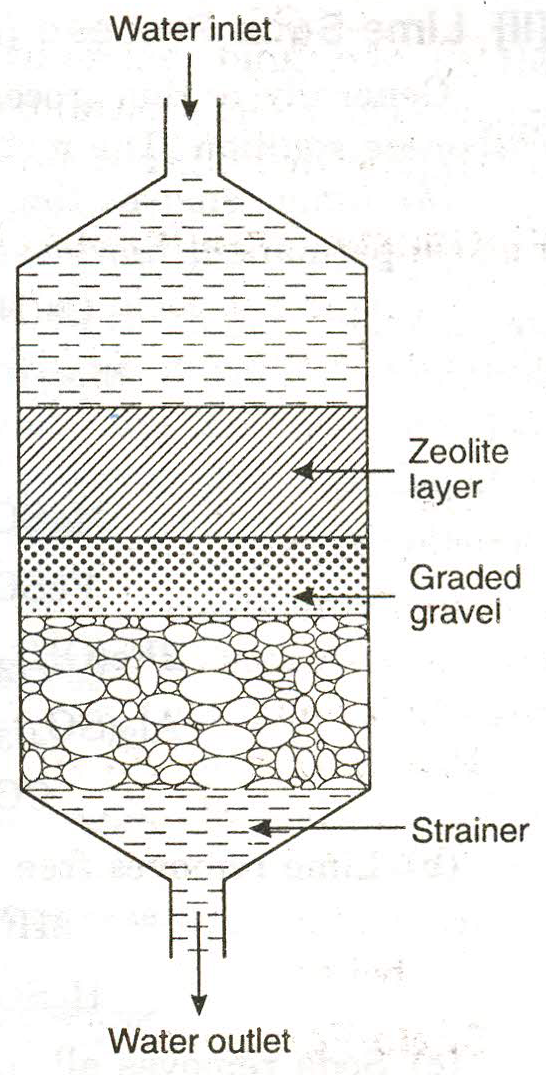 Water inlet
Zeolite
layer
Graded
gravel
Strainer
Water outlet